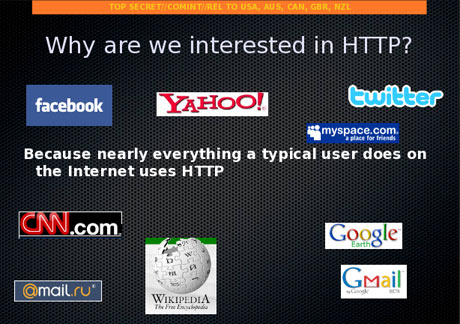 TOP SECRET//COMINT//REL TO USA, AUS, CAN, GBR, NZL
Why are we interested in HTTP?
facebook
YAHOO!
twitter
myspace.com
a place for friends
Because nearly everything a typical user does on
the Internet uses HTTP
CNN.com
Google
Earth
@mail.ru
WIKIPEDIA
The Free Encyclopedia
Gmail
by Google
BETA